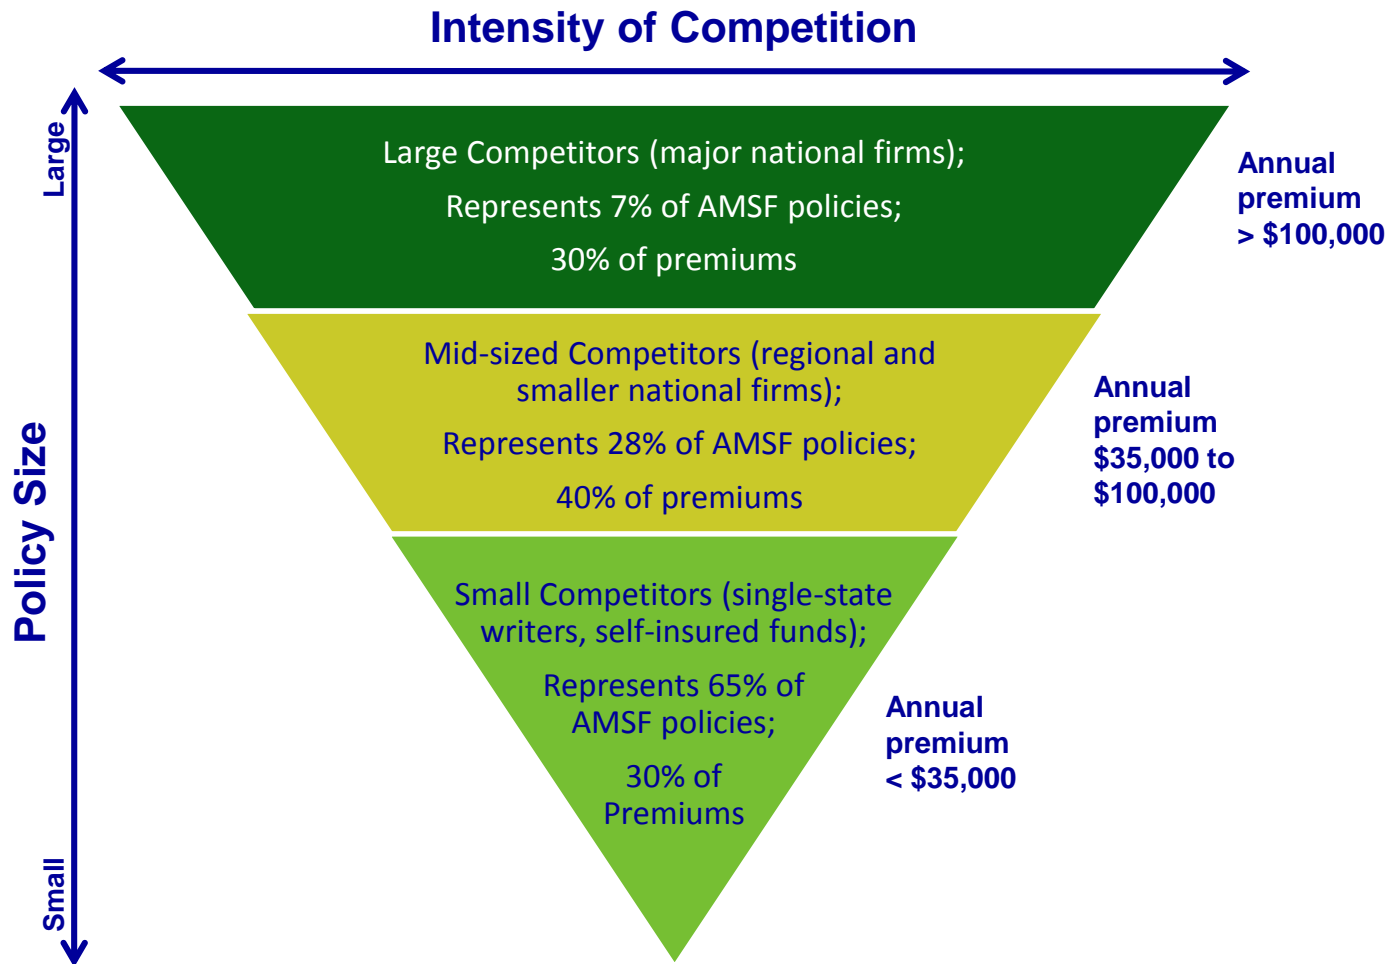 Intensity of Competition
Large
Large Competitors (major national firms);
Represents 7% of AMSF policies;
30% of premiums
Annual
premium
> $100,000
Mid-sized Competitors (regional and
smaller national firms);
Represents 28% of AMSF policies;
40% of premiums
Annual
premium
$35,000 to
$100,000
Policy Size
Small Competitors (single-state
writers, self-insured funds);
Represents 65% of
AMSF policies;
30% of
Premiums
Annual
premium
< $35,000
Small